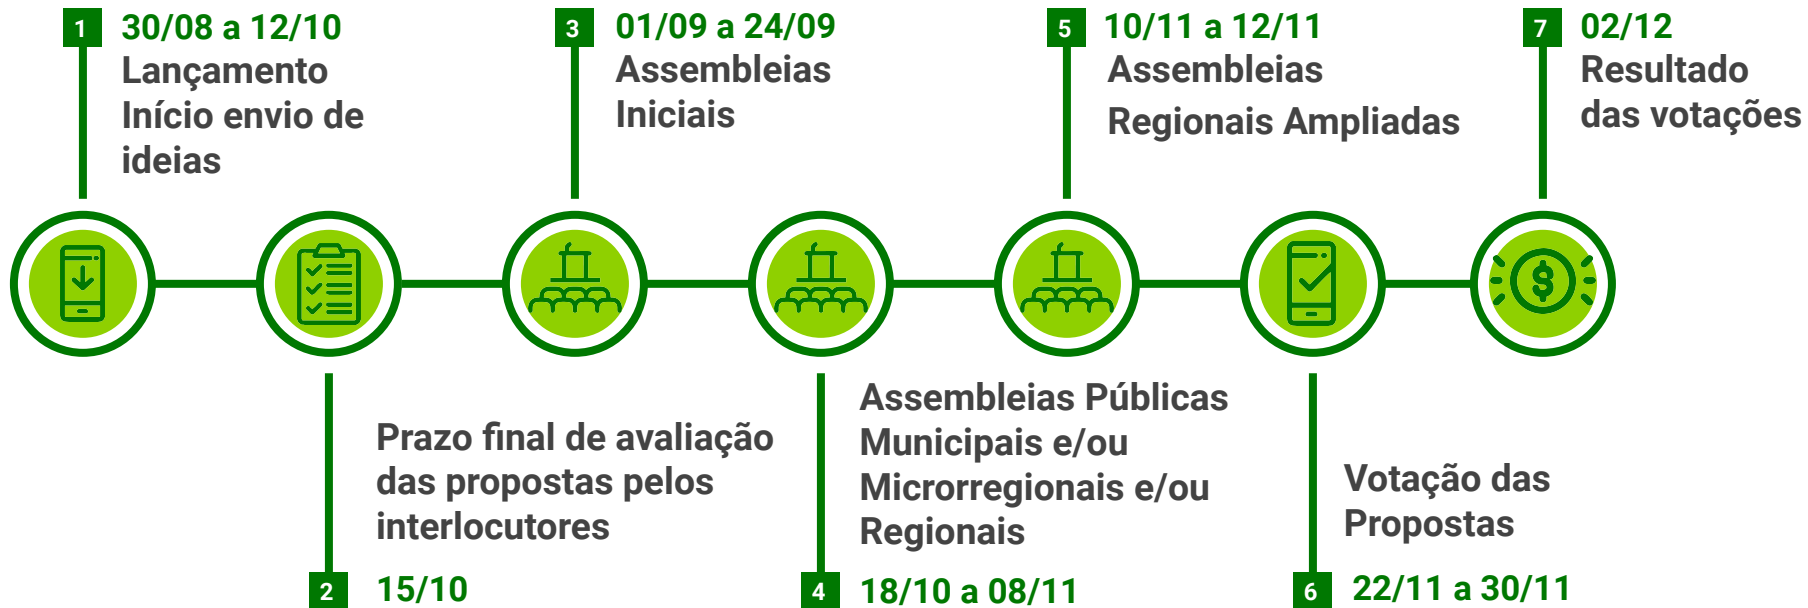 1 30/08 a 12/10
Lançamento
Início envio de
ideias
2 15/10
Prazo final de avaliação
das propostas pelos
interlocutores
3 01/09 a 24/09
Assembleias
Iniciais
4 18/10 a 08/11
Assembleias Públicas
Municipais e/ou
Microrregionais e/ou
Regionais
5 10/11 a 12/11
Assembleias
Regionais Ampliadas
6 22/11 a 30/11
Votação das
Propostas
7 02/12
Resultado
das votações
$